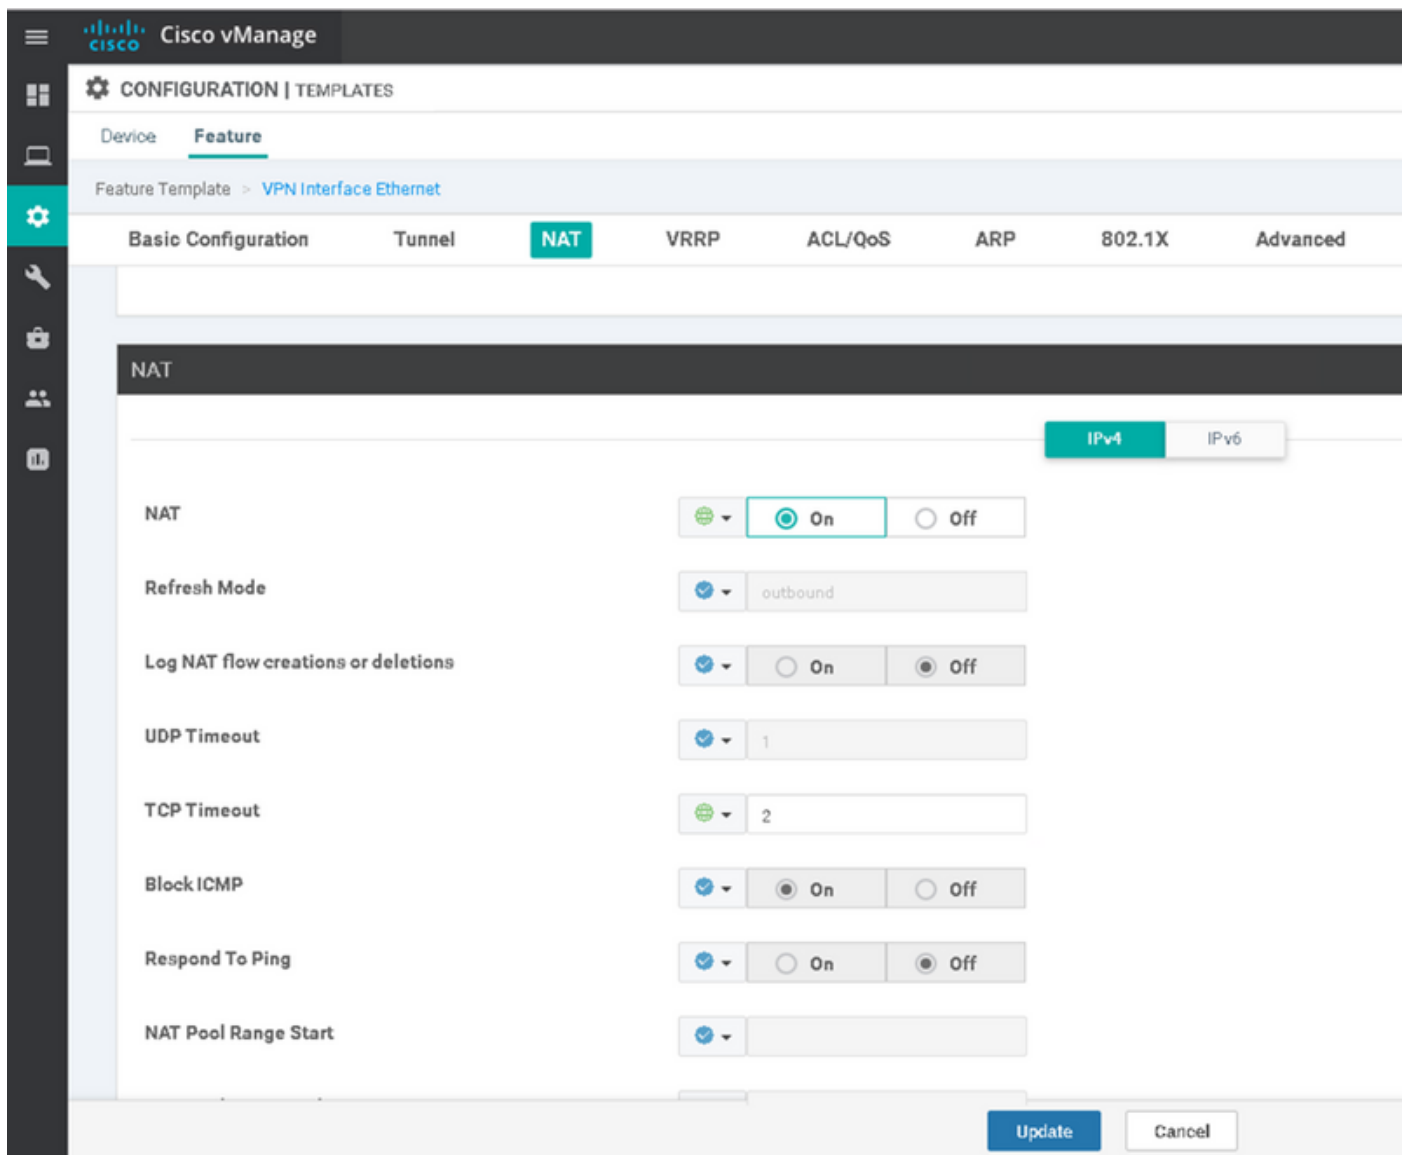 cisco Cisco vManage
CONFIGURATION | TEMPLATES
Device Feature
Feature Template > VPN Interface Ethernet
Basic Configuration Tunnel NAT VRRP ACL/QoS ARP 802.1X Advanced
NAT
IPv4 IPv6
NAT On Off
Refresh Mode outbound
Log NAT flow creations or deletions On Off
UDP Timeout 1
TCP Timeout 2
Block ICMP On Off
Respond To Ping On Off
NAT Pool Range Start
Update Cancel